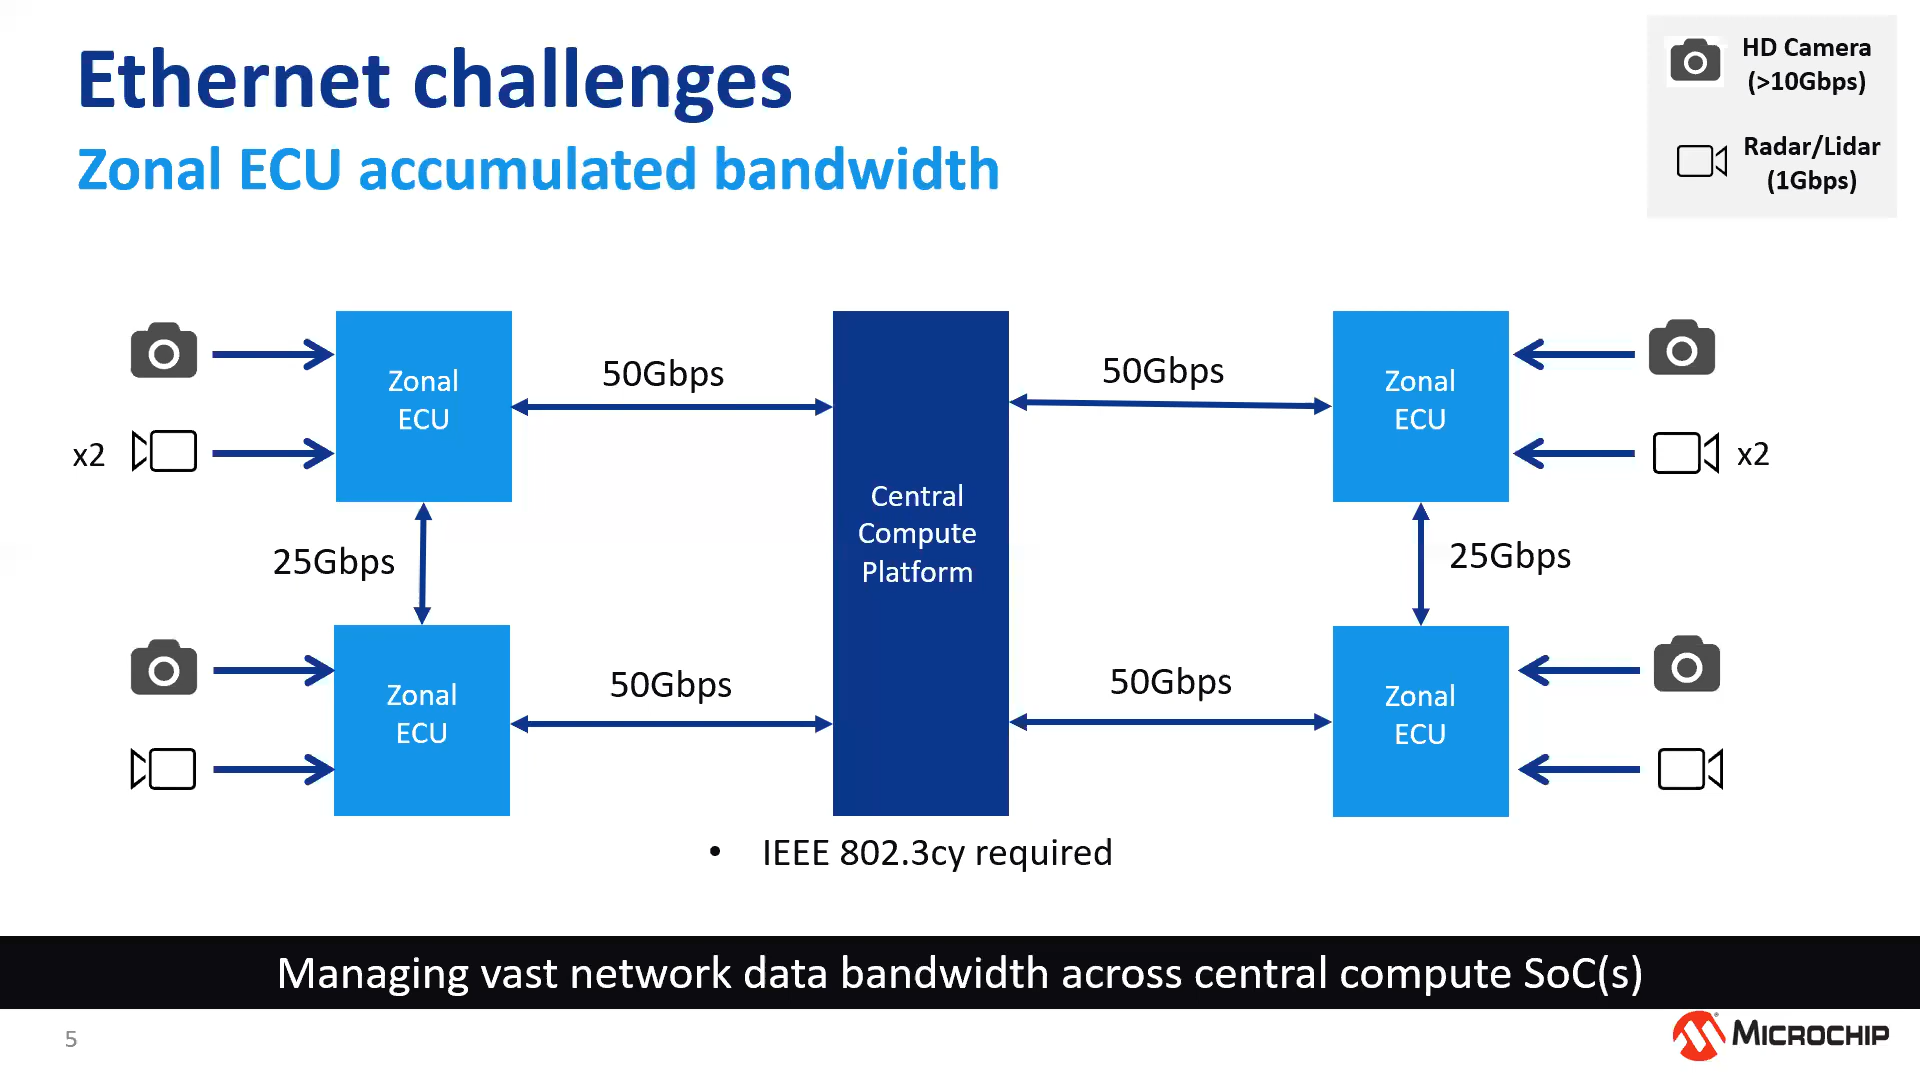 Ethernet challenges
Zonal ECU accumulated bandwidth
HD Camera
(>10Gbps)
Radar/Lidar
(1Gbps)
Zonal
ECU
50Gbps
50Gbps
Zonal
ECU
x2
x2
Central
Compute
Platform
25Gbps
25Gbps
Zonal
ECU
50Gbps
50Gbps
Zonal
ECU
• IEEE 802.3cy required
Managing vast network data bandwidth across central compute SoC(s)
5
MICROCHIP